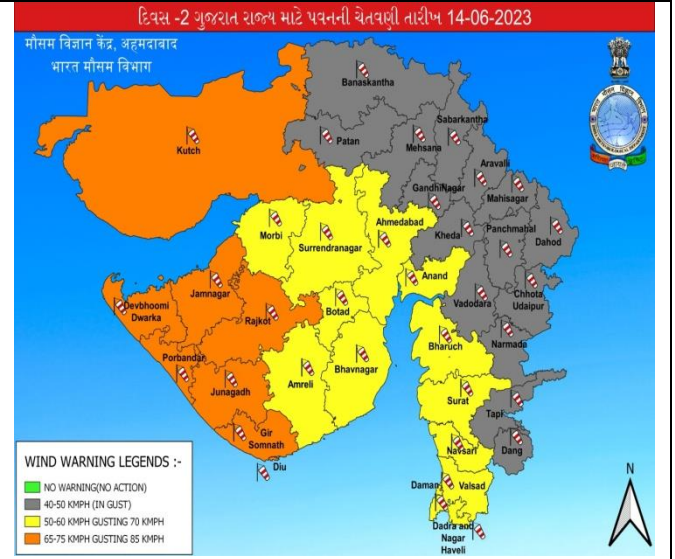 દિવસ -2 ગુજરાત રાજ્ય માટે પવનની ચેતવણી તારીખ 14-06-2023
मौसम विज्ञान केंद्र, अहमदाबाद
भारत मौसम विभाग
Banaskantha
Kutch
Patan
Mehsana
Sabarkantha
Aravalli
GandhiNagar
Mahisagar
Morbi
Surrendranagar
Ahmedabad
Kheda
Panchmahal
Dahod
Anand
Vadodara
Chhota
Udaipur
Devbhoomi
Dwarka
Jamnagar
Rajkot
Botad
Narmada
Bharuch
Porbandar
Junagadh
Amreli
Bhavnagar
Surat
Tapi
Gir
Somnath
Diu
Navsari
Dang
Daman
Valsad
Dadra and
Nagar
Haveli
WIND WARNING LEGENDS :-
NO WARNING(NO ACTION)
40-50 KMPH (IN GUST)
50-60 KMPH GUSTING 70 KMPH
65-75 KMPH GUSTING 85 KMPH
N